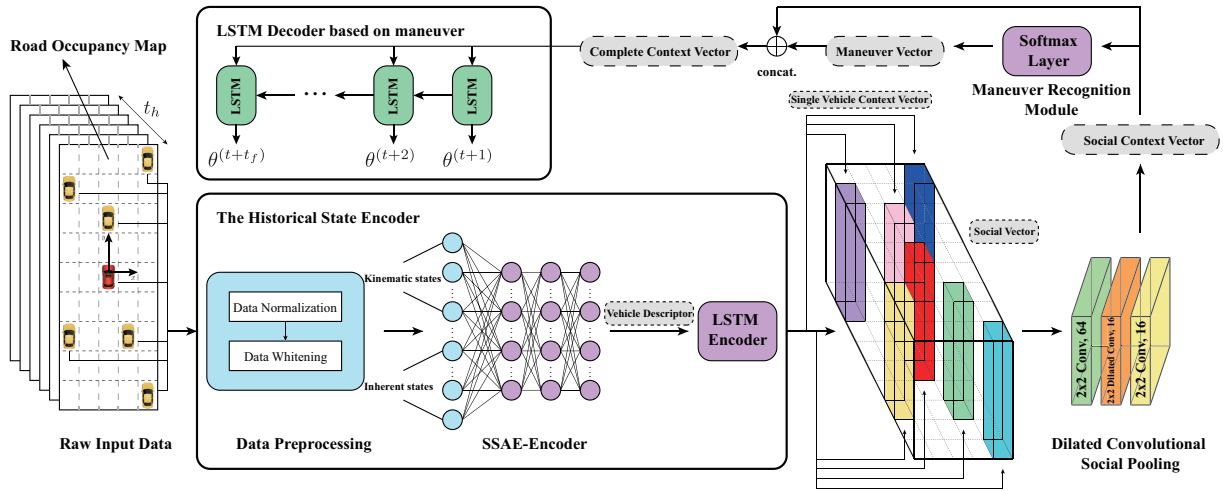 Road Occupancy Map
t_h
Raw Input Data
LSTM Decoder based on maneuver
LSTM
LSTM
LSTM
...
θ^(t+t_f)
θ^(t+2)
θ^(t+1)
Complete Context Vector
concat.
Maneuver Vector
Softmax
Layer
Maneuver Recognition
Module
Social Context Vector
The Historical State Encoder
Data Normalization
Data Whitening
Data Preprocessing
Kinematic states
Inherent states
SSAE-Encoder
Vehicle Descriptor
LSTM
Encoder
Single Vehicle Context Vector
Social Vector
2x2 Conv, 64
2x2 Dilated Conv, 16
2x2 Conv, 16
Dilated Convolutional
Social Pooling